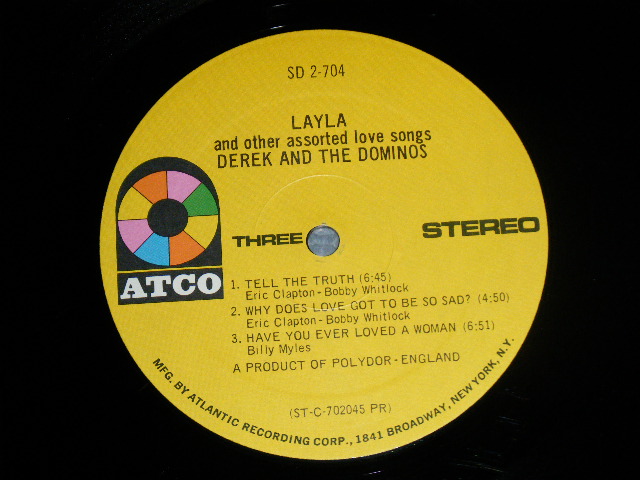 SD 2-704
LAYLA
and other assorted love songs
DEREK AND THE DOMINOS
ATCO
THREE
STEREO
1. TELL THE TRUTH (6:45)
Eric Clapton - Bobby Whitlock
2. WHY DOES LOVE GOT TO BE SO SAD? (4:50)
Eric Clapton - Bobby Whitlock
3. HAVE YOU EVER LOVED A WOMAN (6:51)
Billy Myles
A PRODUCT OF POLYDOR - ENGLAND
(ST-C-702045 PR)
MFG. BY ATLANTIC RECORDING CORP., 1841 BROADWAY, NEW YORK, N.Y.